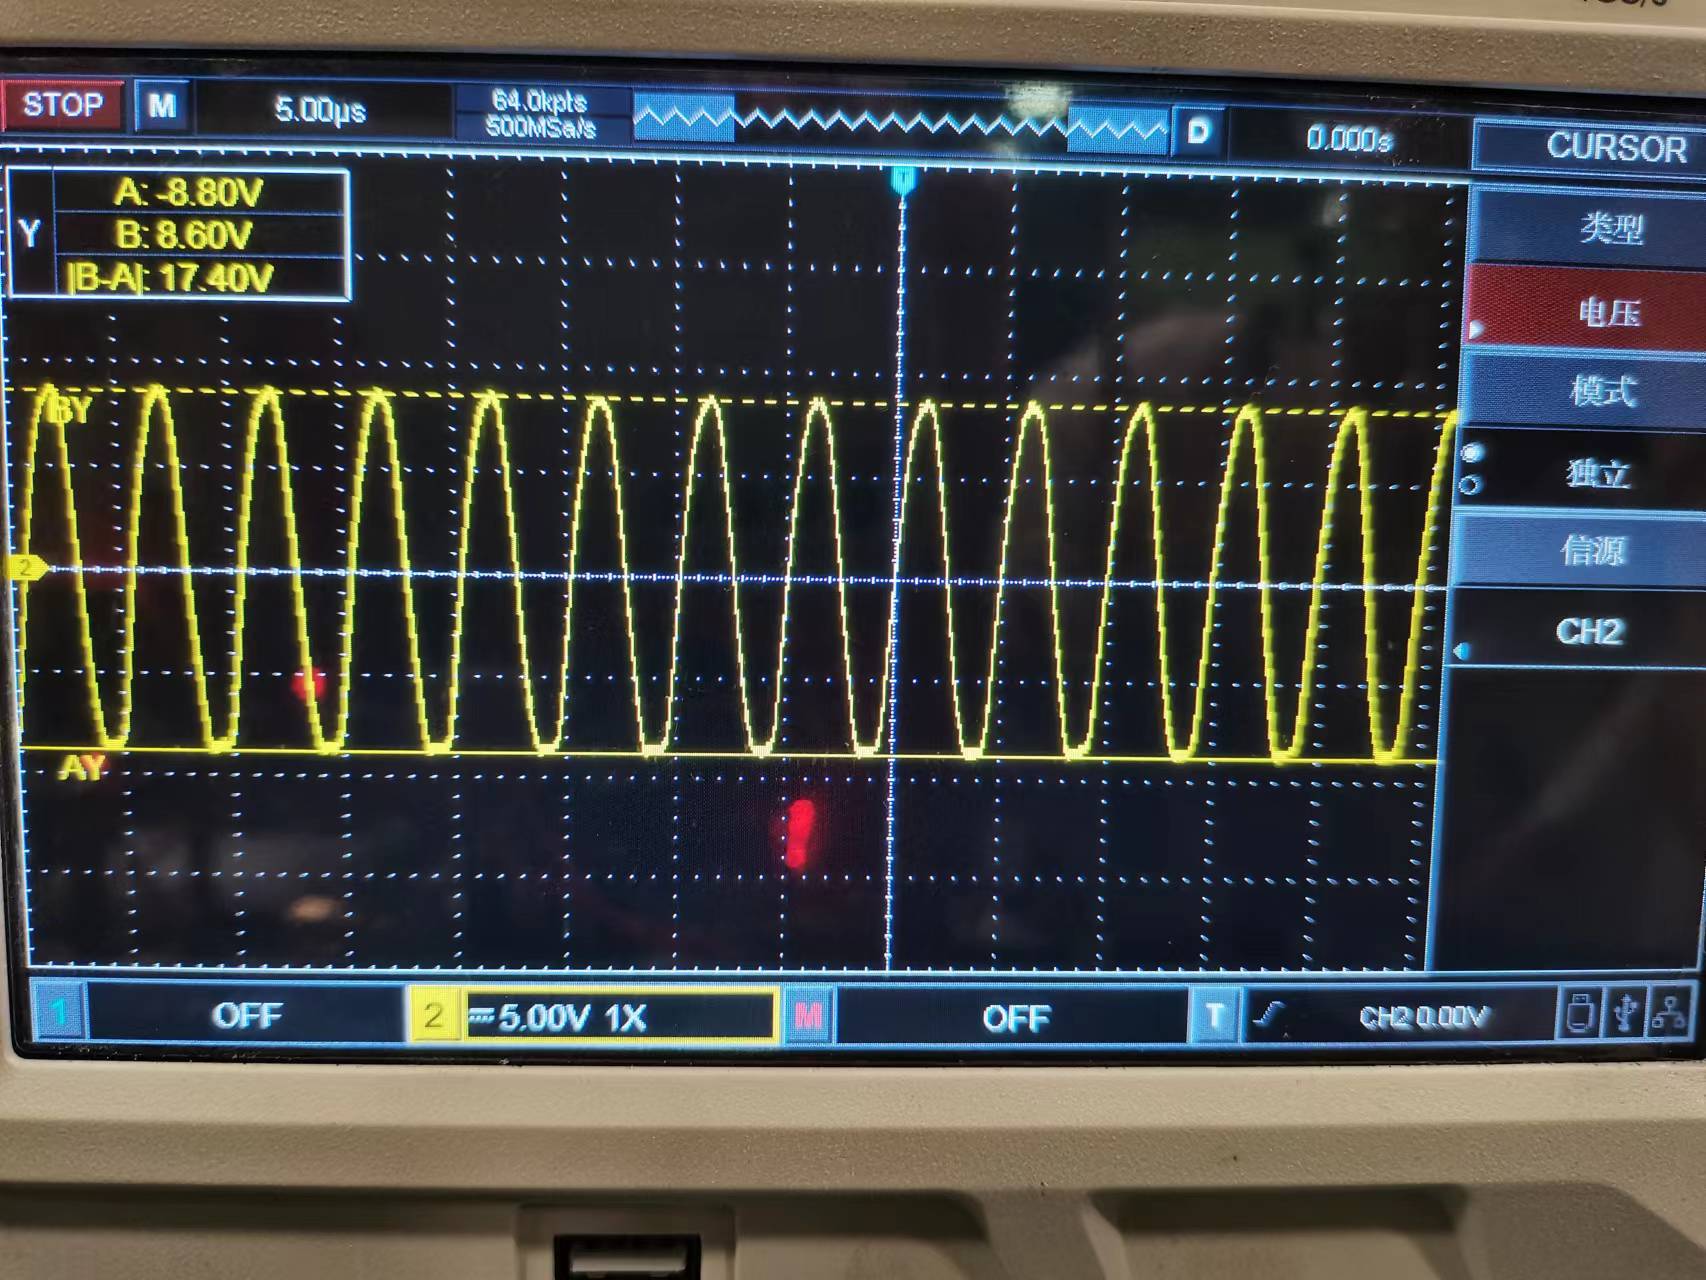 STOP M 5.00µs 64.0kpts
500MSa/s D 0.000s
CURSOR
Y
A: -8.80V
B: 8.60V
|B-A|: 17.40V
类型
电压
模式
独立
信源
CH2
T
BY
2
AY
1 OFF 2 5.00V 1X M OFF T CH2 0.00V